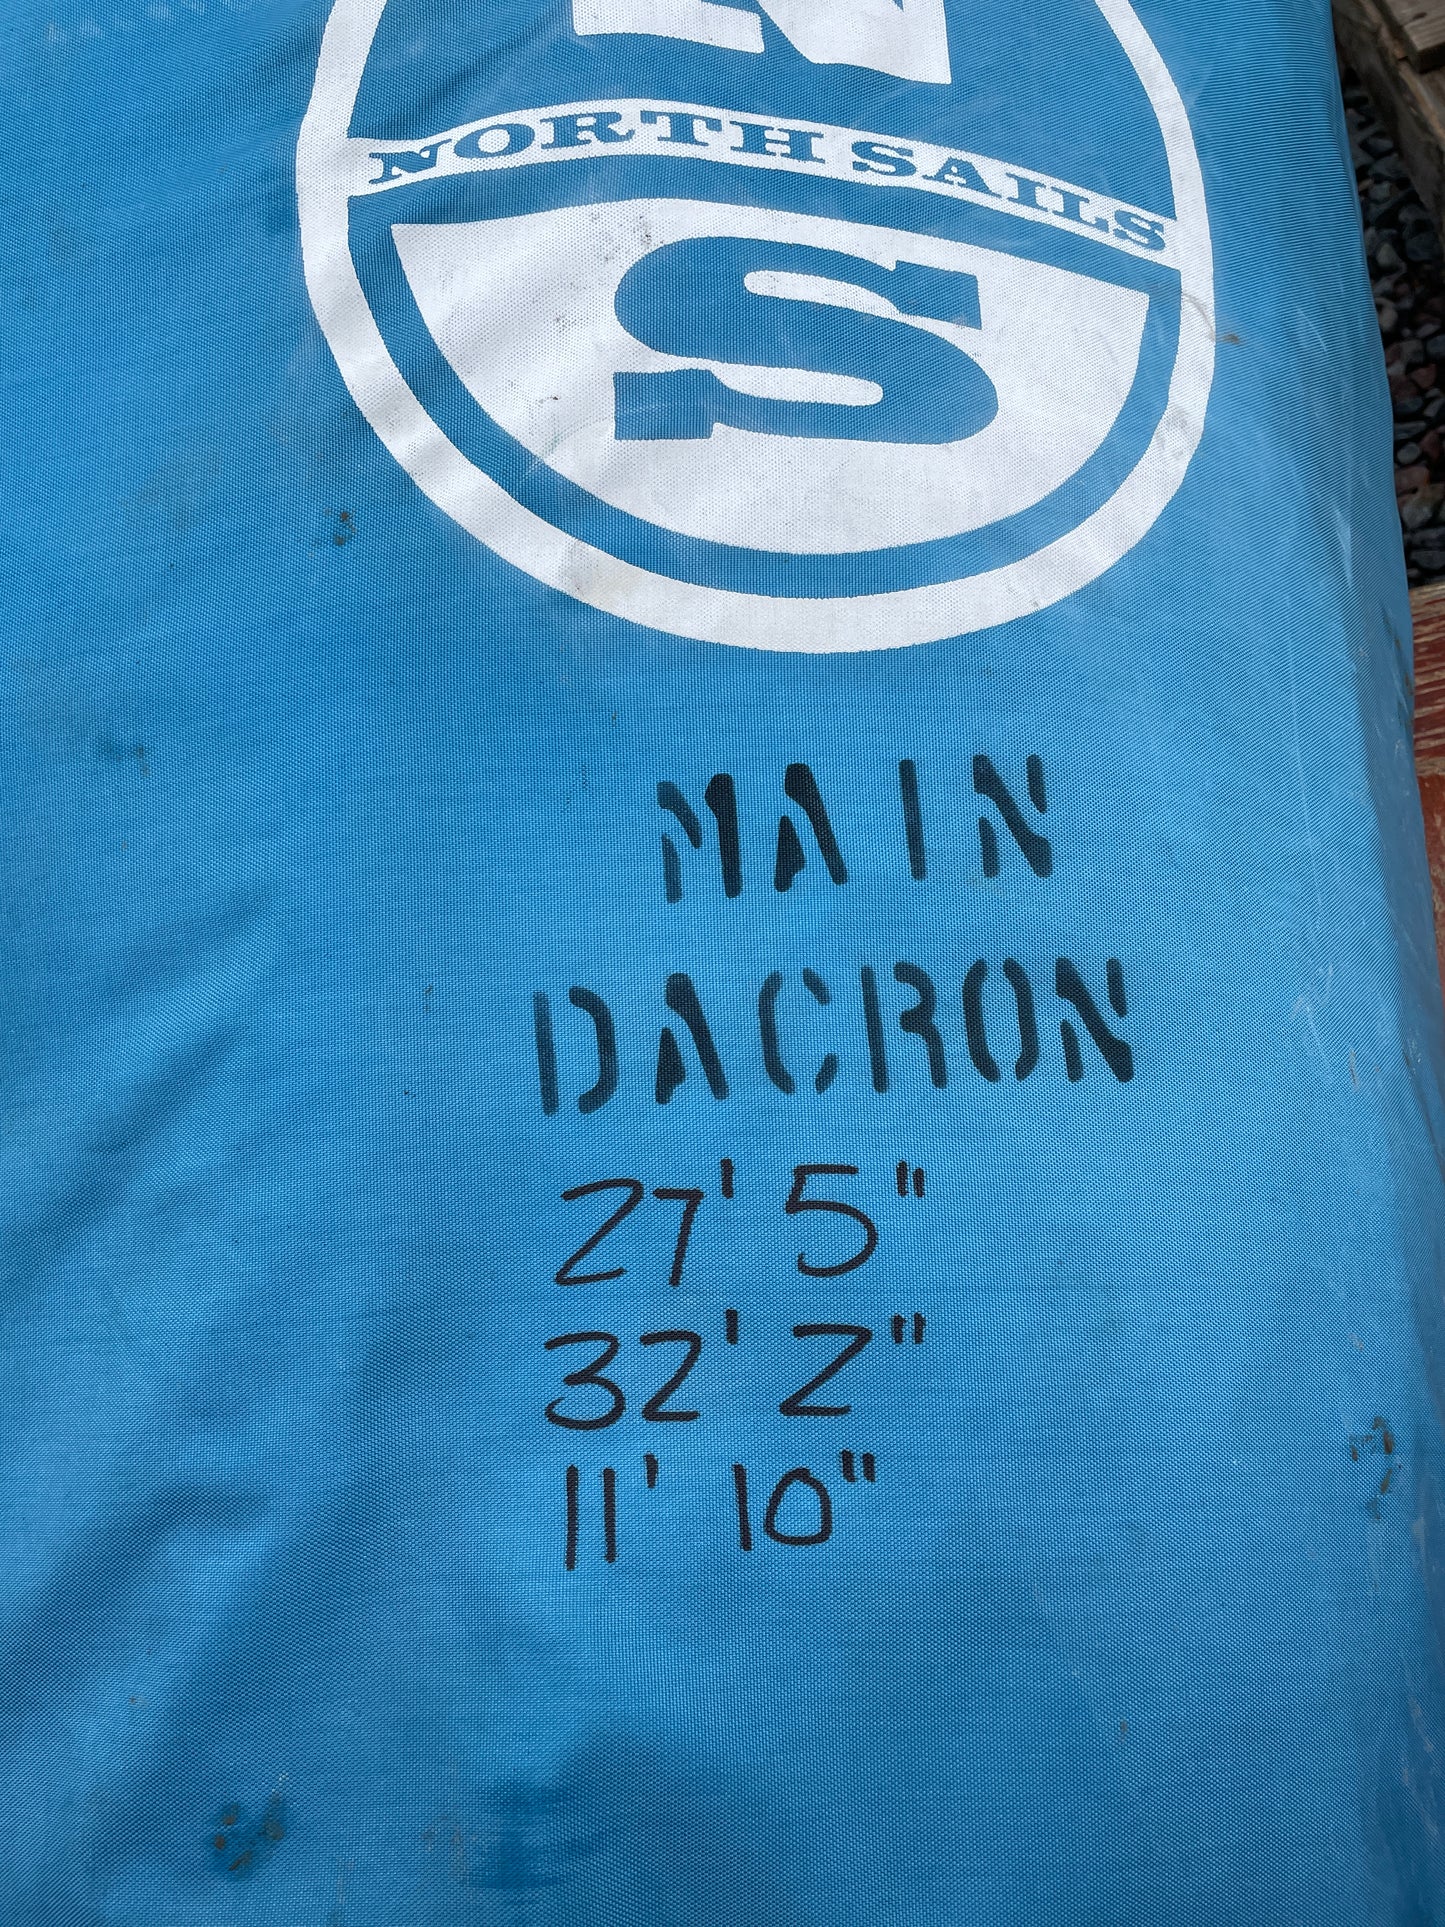 N
NORTH SAILS
S
MAIN
DACRON
27' 5"
32' 2"
11' 10"